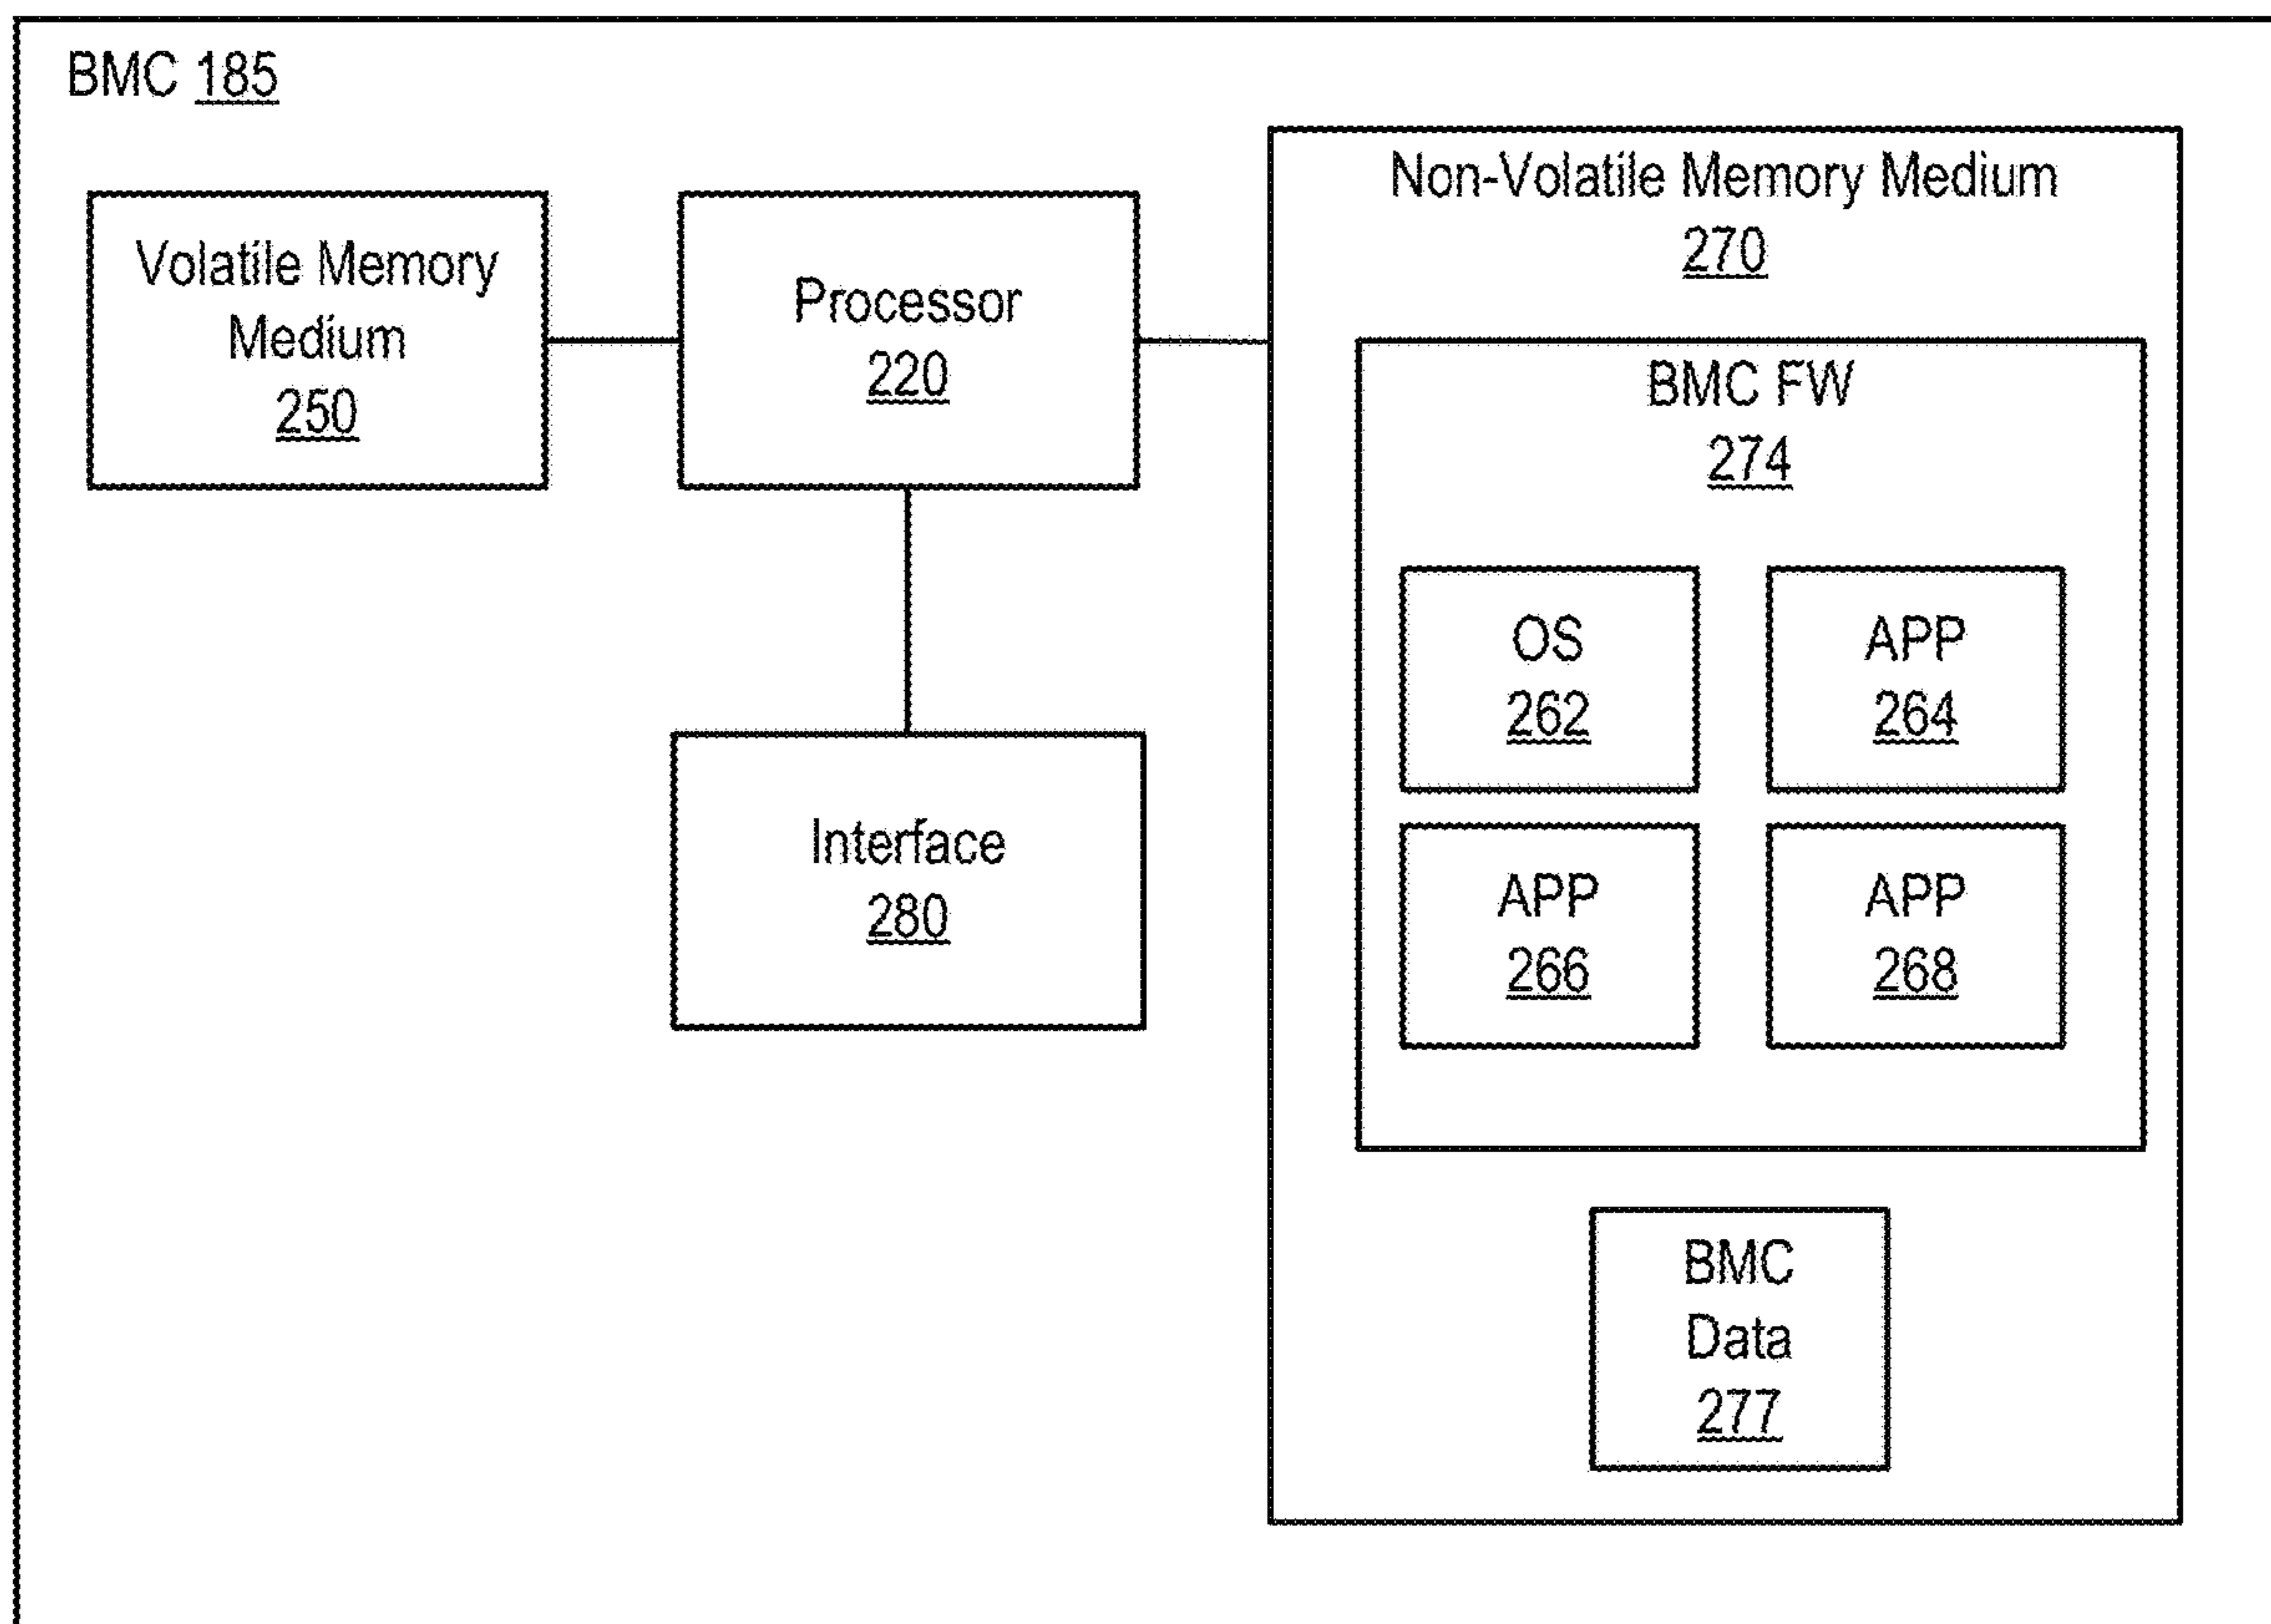 BMC 185
Volatile Memory
Medium
250
Processor
220
Interface
280
Non-Volatile Memory Medium
270
BMC FW
274
OS
262
APP
264
APP
266
APP
268
BMC
Data
277